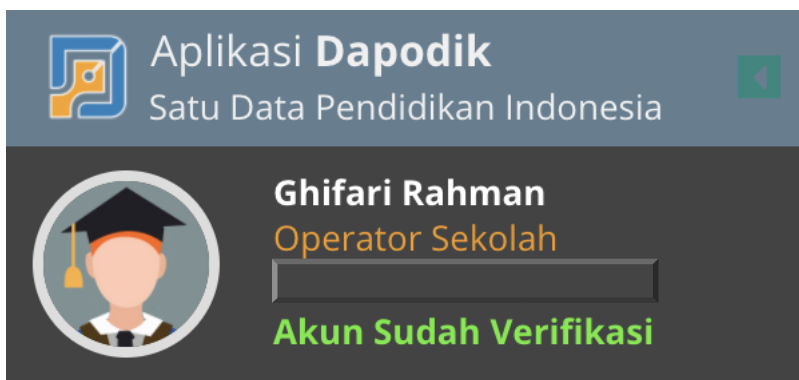 Aplikasi Dapodik
Satu Data Pendidikan Indonesia
Ghifari Rahman
Operator Sekolah
Akun Sudah Verifikasi